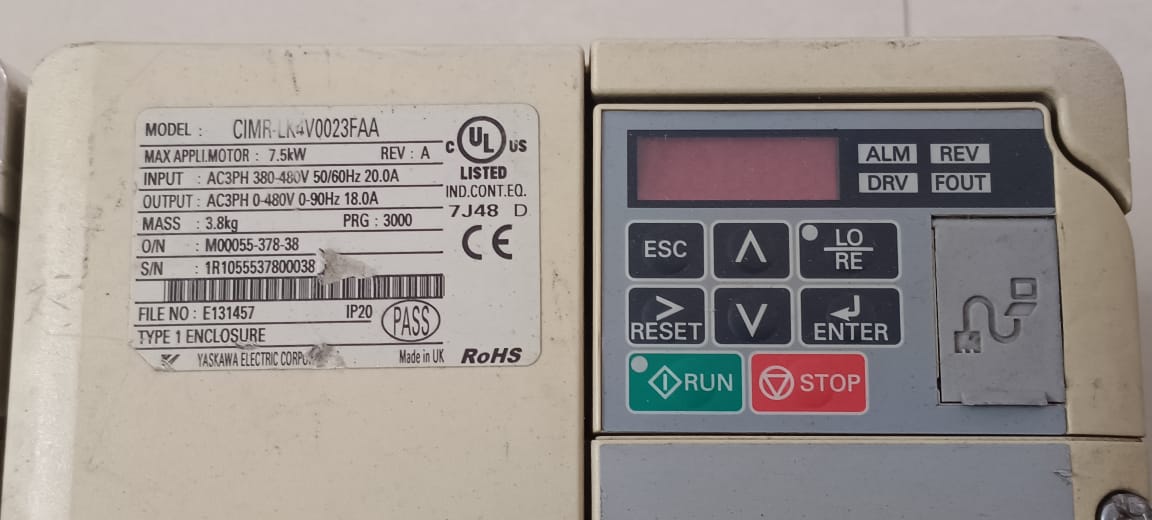 MODEL : CIMR-LK4V0023FAA
MAX APPLI.MOTOR : 7.5kW REV : A
INPUT : AC3PH 380-480V 50/60Hz 20.0A
OUTPUT : AC3PH 0-480V 0-90Hz 18.0A
MASS : 3.8kg PRG : 3000
O/N : M00055-378-38
S/N : 1R1055537800038
FILE NO : E131457 IP20 PASS
TYPE 1 ENCLOSURE
YASKAWA ELECTRIC Made in UK RoHS
C UL US
LISTED
IND.CONT.EQ.
7J48 D
CE
ALM REV
DRV FOUT
ESC LO
RE
> RESET ENTER
RUN STOP